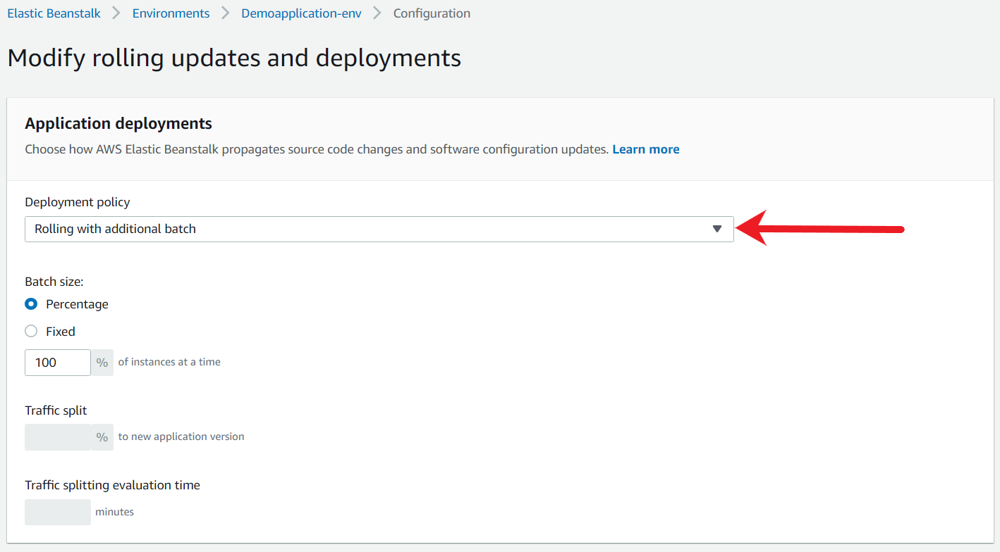 Elastic Beanstalk > Environments > Demoapplication-env > Configuration
Modify rolling updates and deployments
Application deployments
Choose how AWS Elastic Beanstalk propagates source code changes and software configuration updates. Learn more
Deployment policy
Rolling with additional batch
Batch size:
Percentage
Fixed
100 % of instances at a time
Traffic split
% to new application version
Traffic splitting evaluation time
minutes